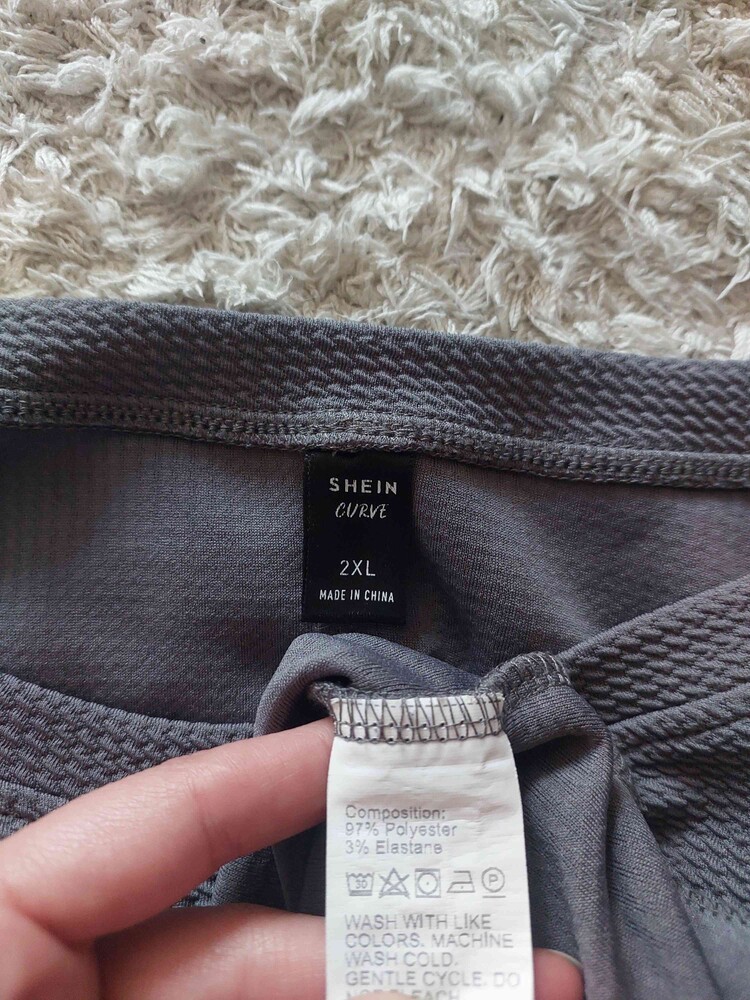 SHEIN
CURVE
2XL
MADE IN CHINA
Composition:
97% Polyester
3% Elastane
30 P
WASH WITH LIKE
COLORS. MACHINE
WASH COLD.
GENTLE CYCLE. DO
BLEACH